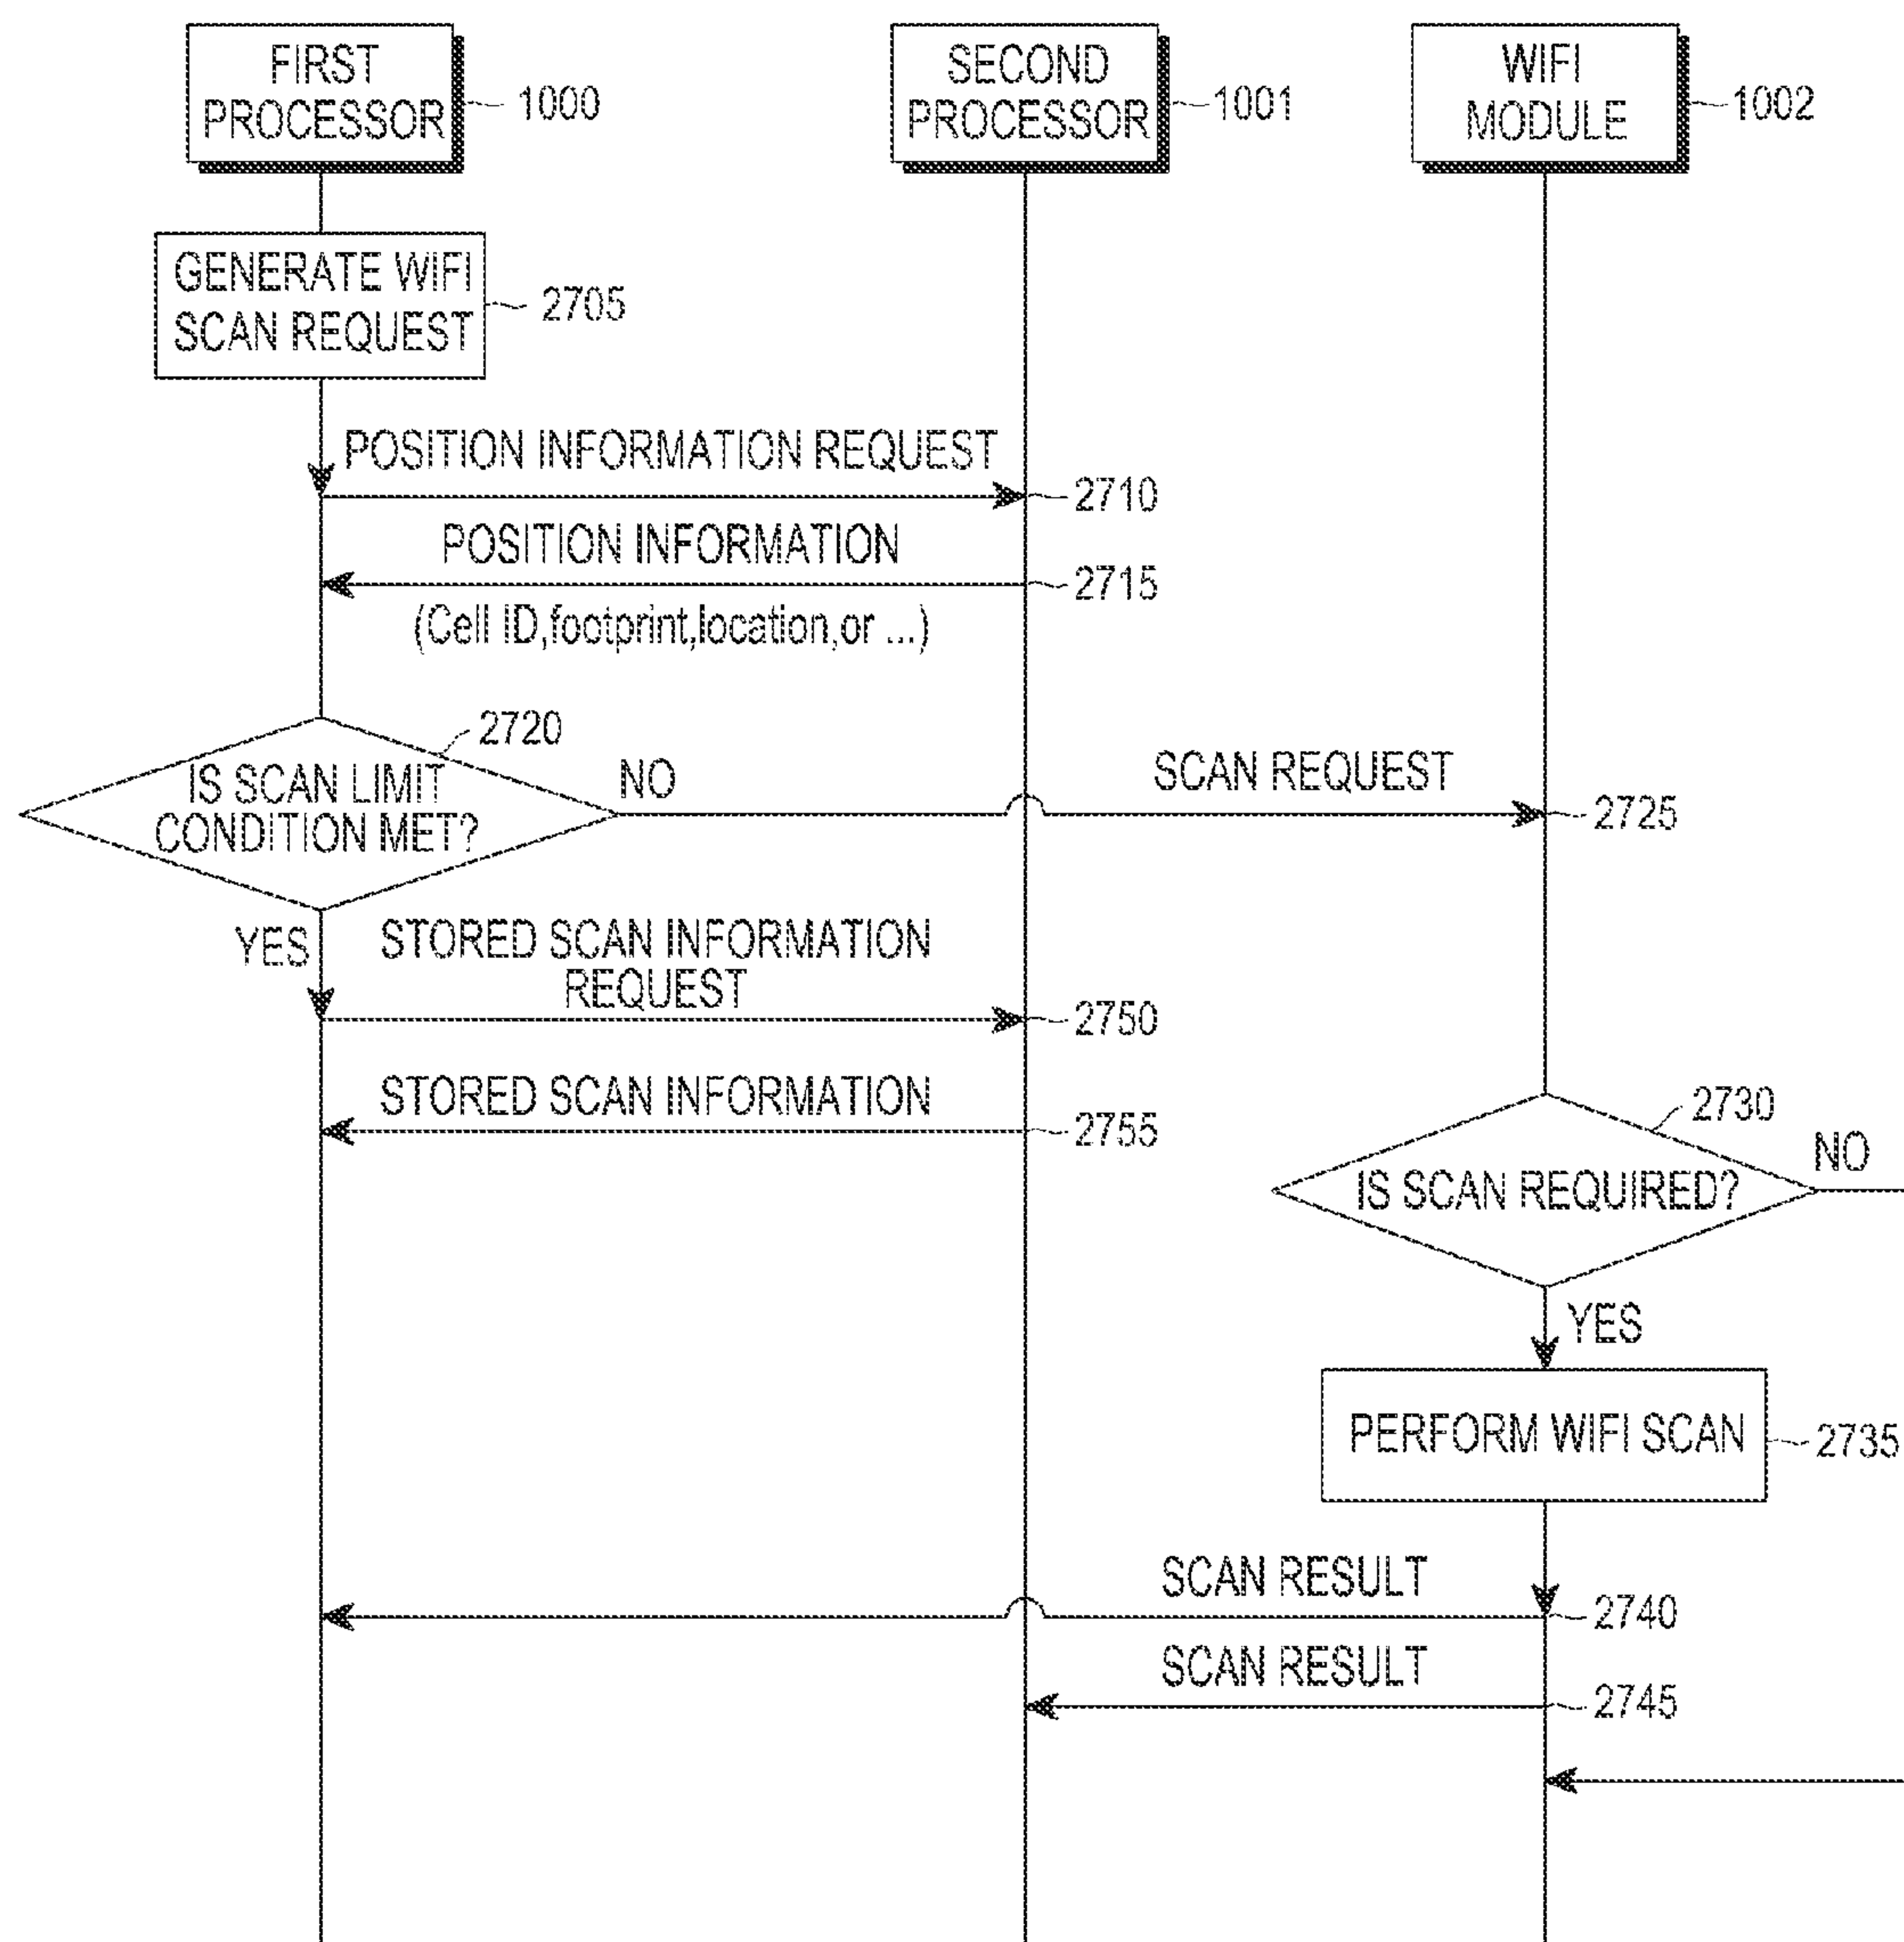 FIRST
PROCESSOR
1000
SECOND
PROCESSOR
1001
WIFI
MODULE
1002
GENERATE WIFI
SCAN REQUEST
2705
POSITION INFORMATION REQUEST
2710
POSITION INFORMATION
2715
(Cell ID,footprint,location,or ...)
2720
IS SCAN LIMIT
CONDITION MET?
NO
SCAN REQUEST
2725
YES
STORED SCAN INFORMATION
REQUEST
2750
STORED SCAN INFORMATION
2755
2730
IS SCAN REQUIRED?
NO
YES
PERFORM WIFI SCAN
2735
SCAN RESULT
2740
SCAN RESULT
2745